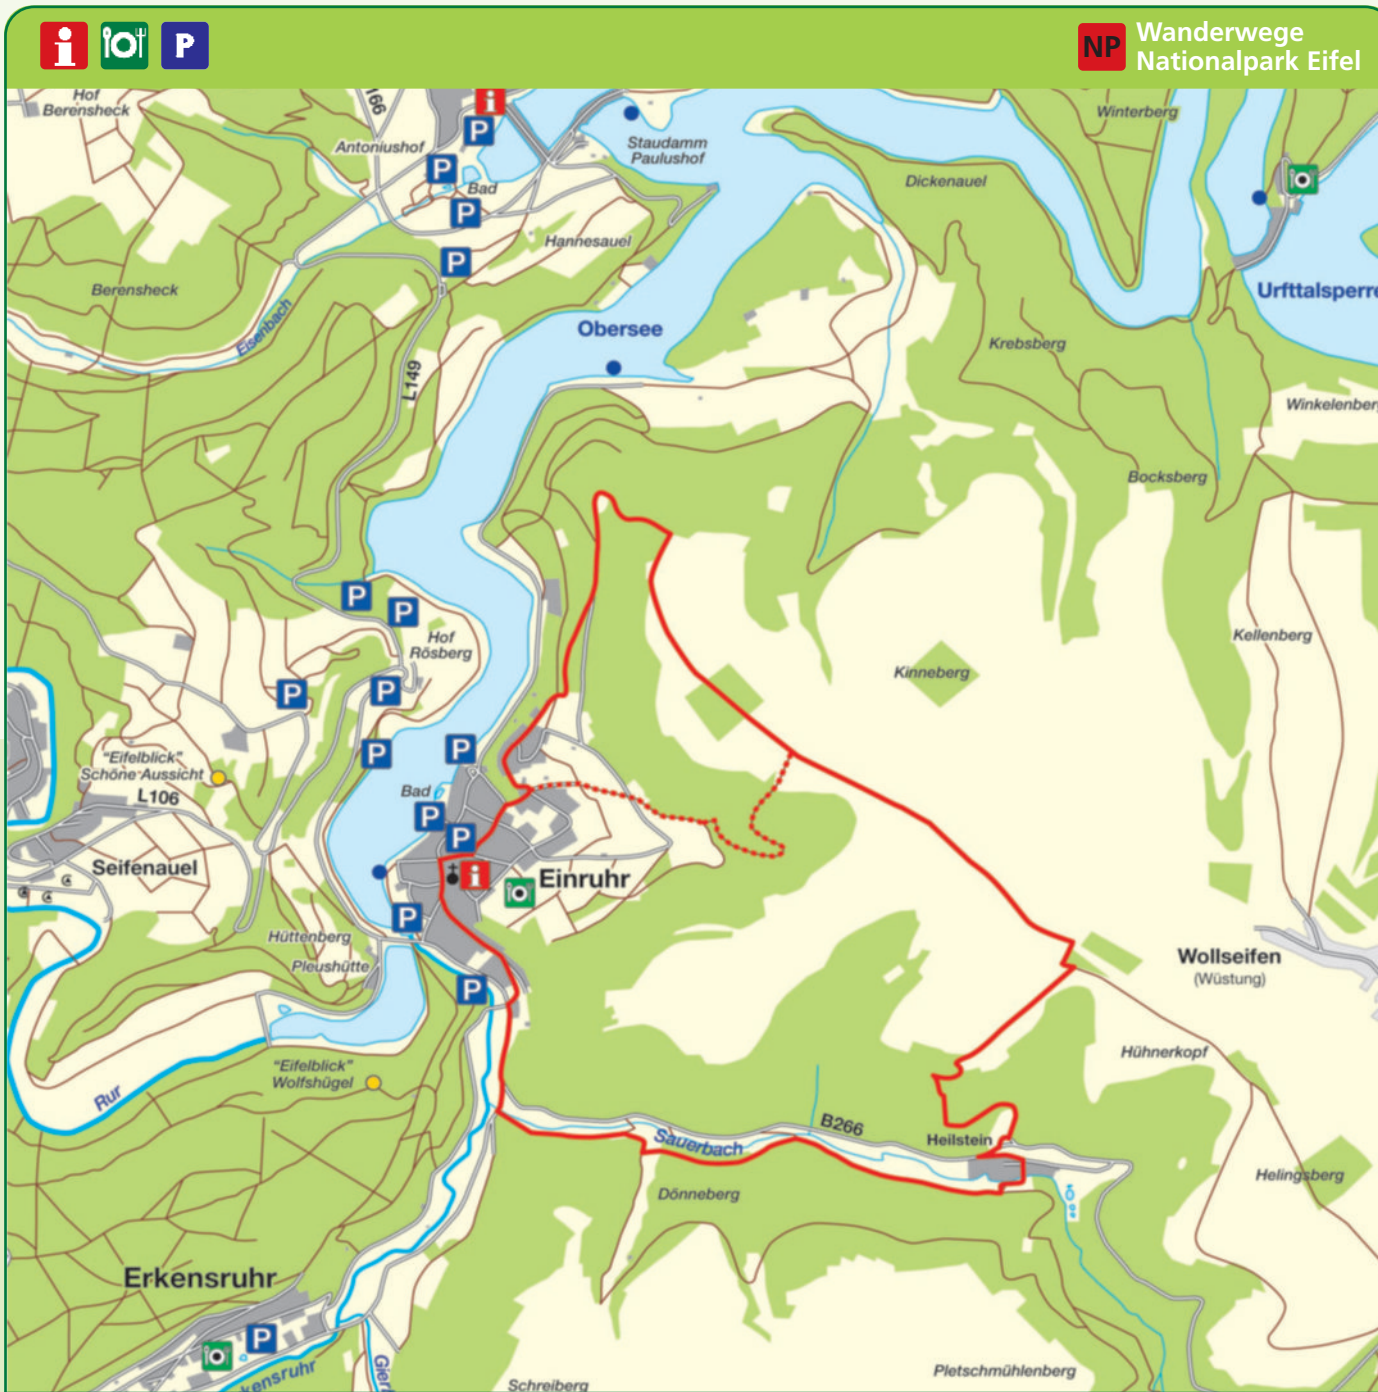 i
P
NP
Wanderwege
Nationalpark Eifel
Hof
Berensheck
166
i
P
Antoniushof
P
Bad
P
Staudamm
Paulushof
Winterberg
Dickenauel
Hannesauel
P
Berensheck
Eisenbach
Urfttalsperre
Obersee
Krebsberg
L149
Winkelenberg
Bocksberg
P
P
Hof
Rösberg
Kellenberg
Kinneberg
P
P
P
P
"Eifelblick"
Schöne Aussicht
L106
Bad
P
P
Seifenauel
i
Einruhr
P
Hüttenberg
Pleushütte
Wollseifen
(Wüstung)
P
"Eifelblick"
Wolfshügel
Hühnerkopf
Rur
B266
Sauerbach
Heilstein
Helingsberg
Dönneberg
Erkensruhr
P
Pletschmühlenberg
Schreiberg